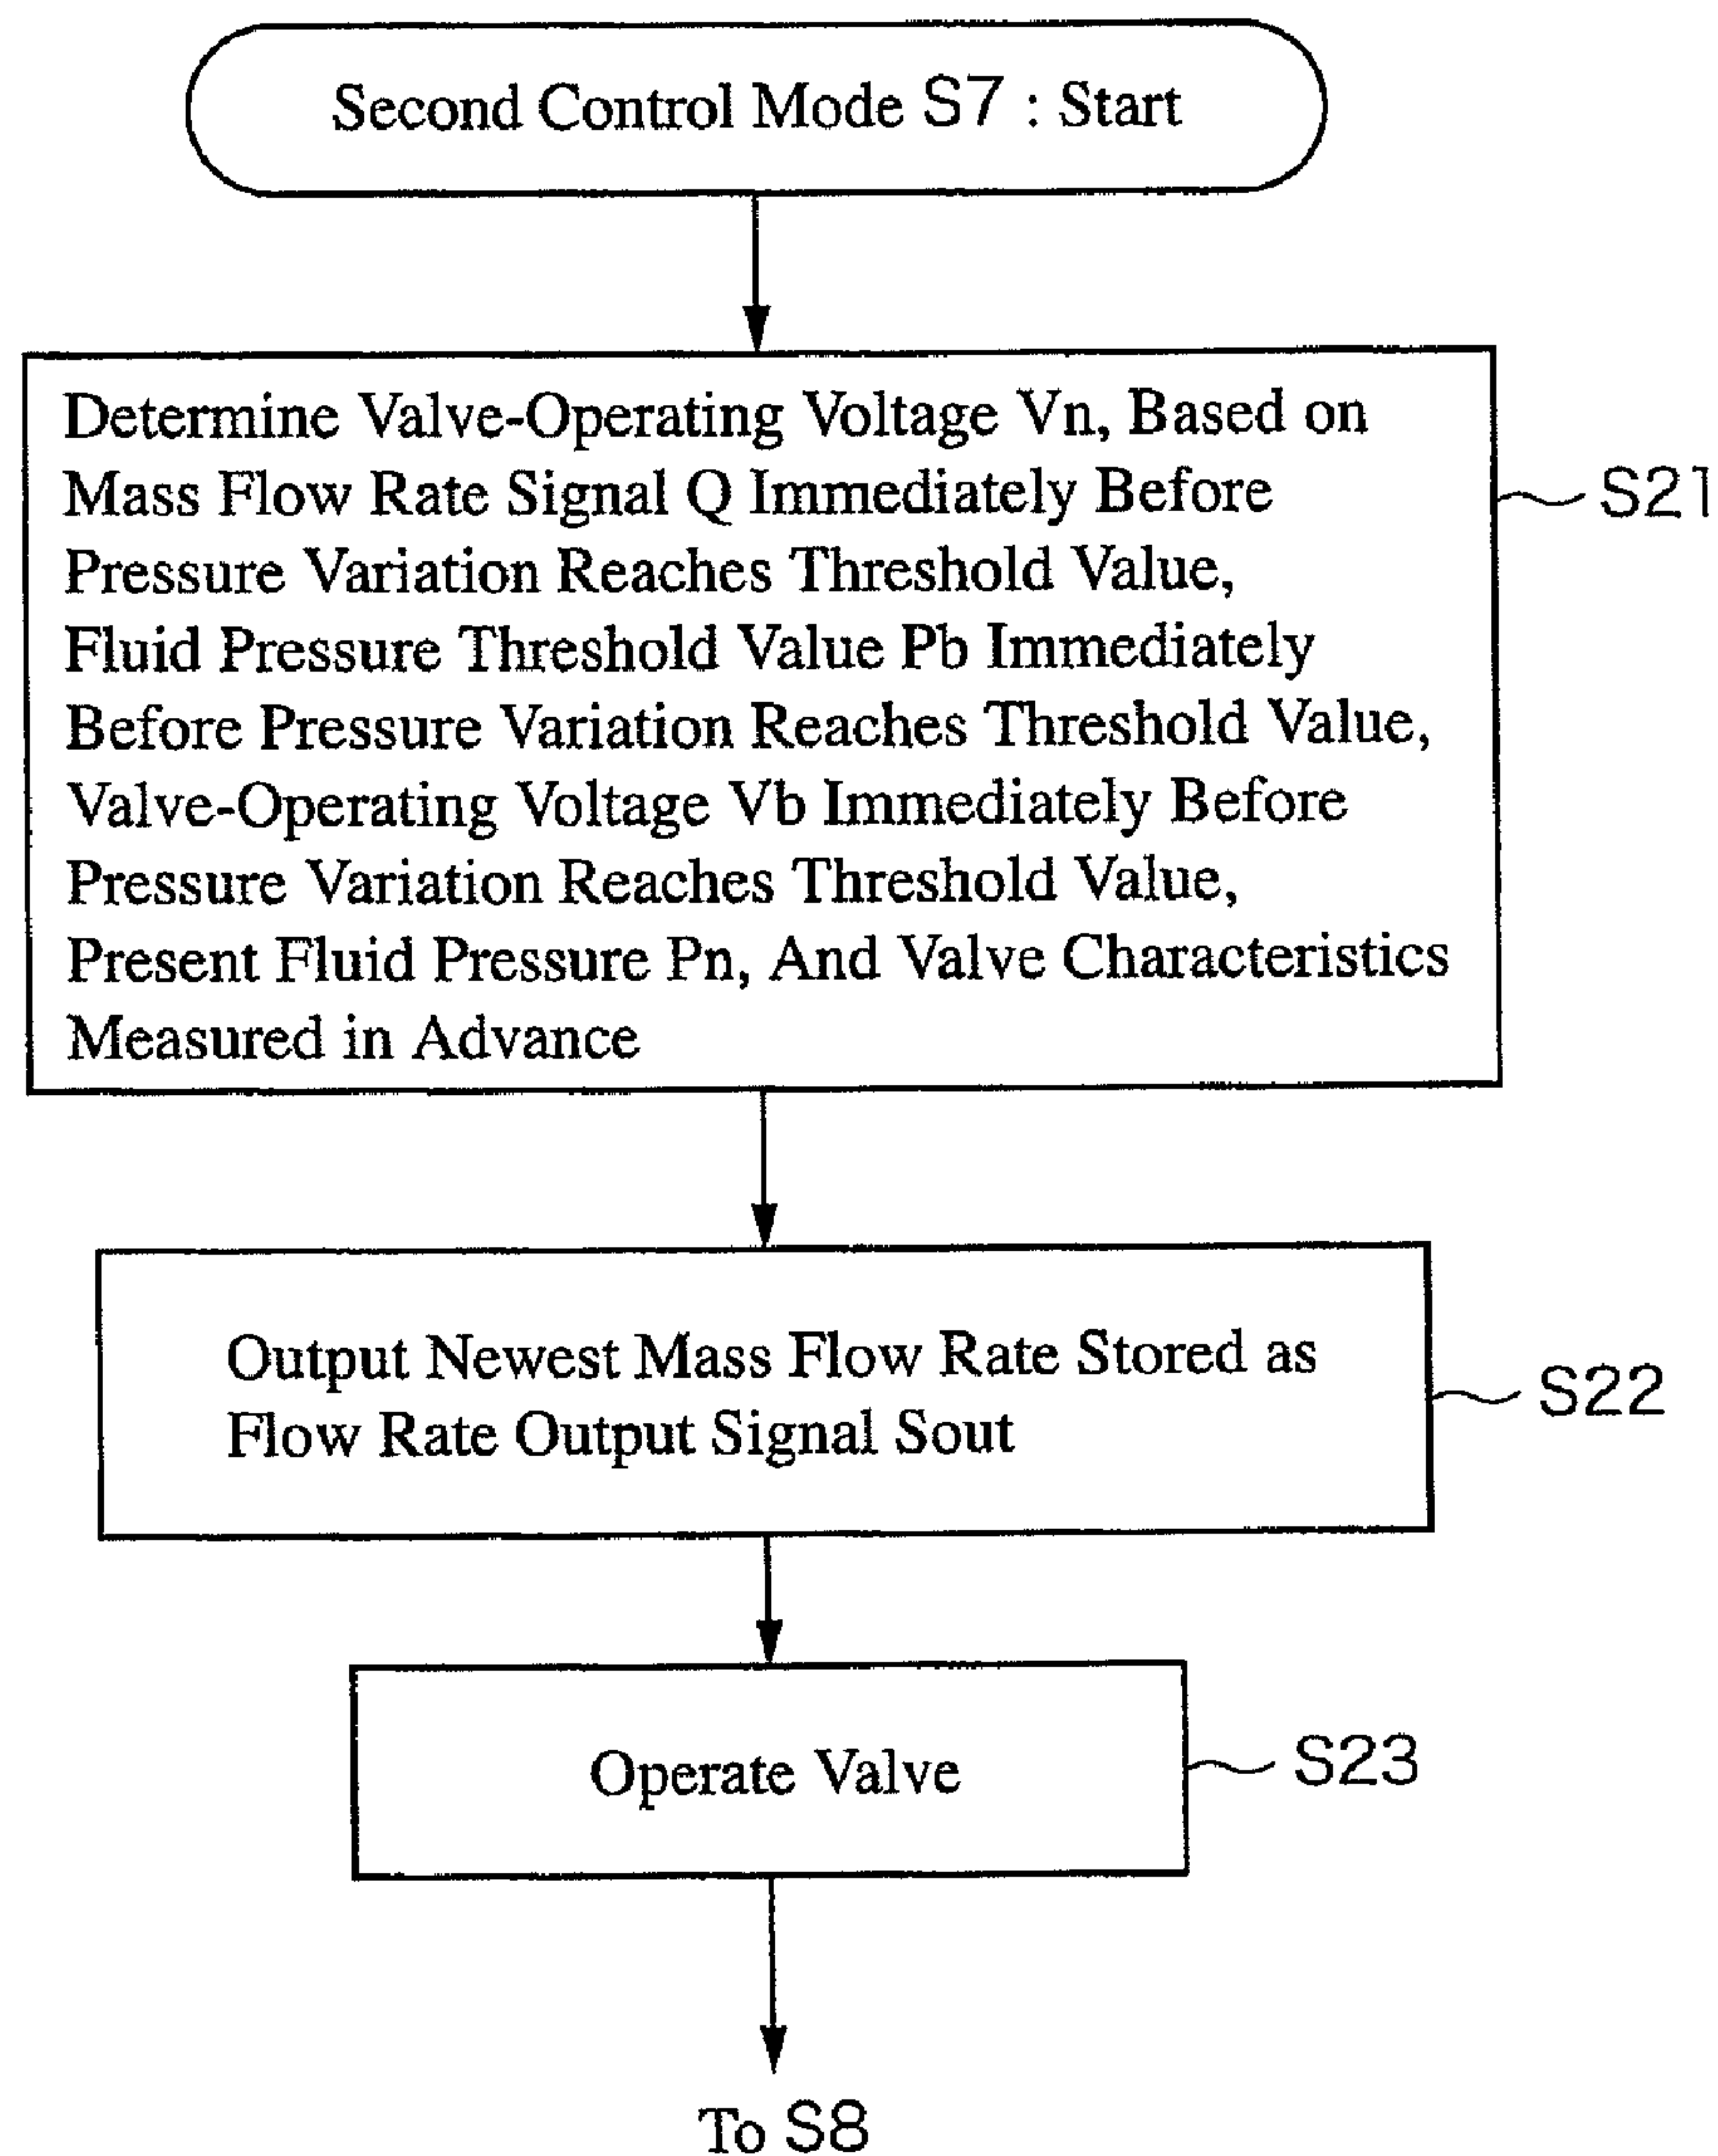 Second Control Mode S7 : Start
Determine Valve-Operating Voltage Vn, Based on
Mass Flow Rate Signal Q Immediately Before
Pressure Variation Reaches Threshold Value,
Fluid Pressure Threshold Value Pb Immediately
Before Pressure Variation Reaches Threshold Value,
Valve-Operating Voltage Vb Immediately Before
Pressure Variation Reaches Threshold Value,
Present Fluid Pressure Pn, And Valve Characteristics
Measured in Advance
S21
Output Newest Mass Flow Rate Stored as
Flow Rate Output Signal Sout
S22
Operate Valve
S23
To S8